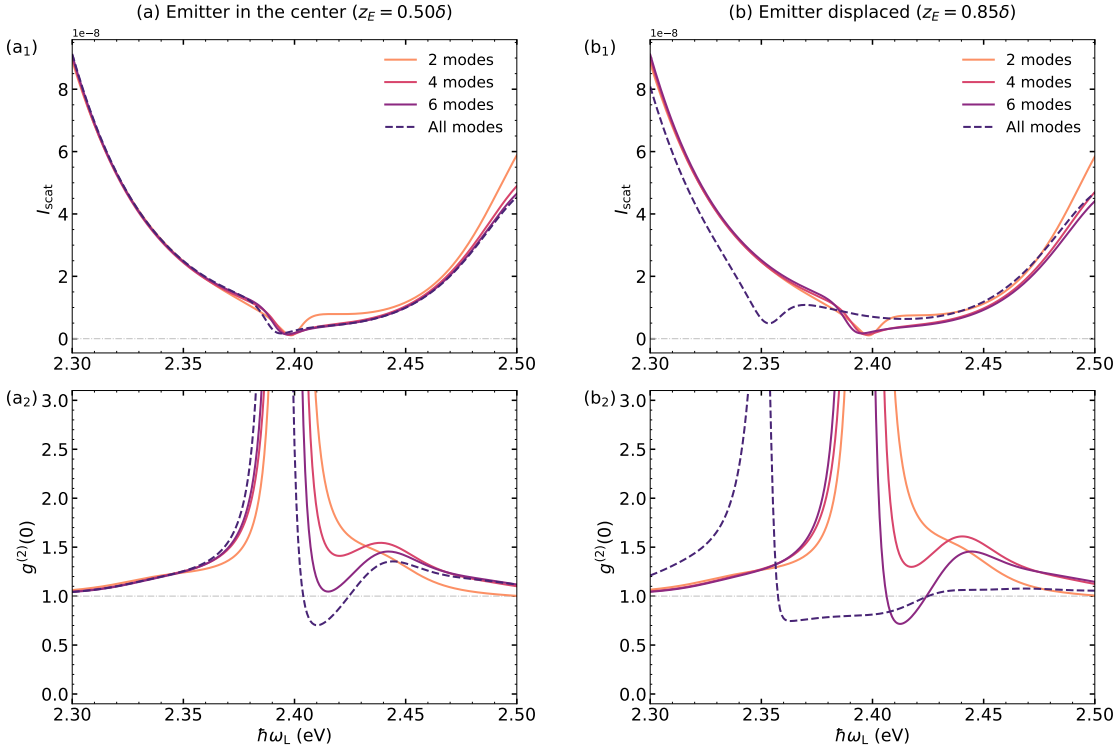 (a) Emitter in the center (z_E = 0.50δ)
(b) Emitter displaced (z_E = 0.85δ)
(a₁)
1e−8
2 modes
4 modes
6 modes
All modes
8
6
4
2
0
I_scat
2.30
2.35
2.40
2.45
2.50
(b₁)
1e−8
2 modes
4 modes
6 modes
All modes
8
6
4
2
0
I_scat
2.30
2.35
2.40
2.45
2.50
(a₂)
3.0
2.5
2.0
1.5
1.0
0.5
0.0
g⁽²⁾(0)
2.30
2.35
2.40
2.45
2.50
ħω_L (eV)
(b₂)
3.0
2.5
2.0
1.5
1.0
0.5
0.0
g⁽²⁾(0)
2.30
2.35
2.40
2.45
2.50
ħω_L (eV)